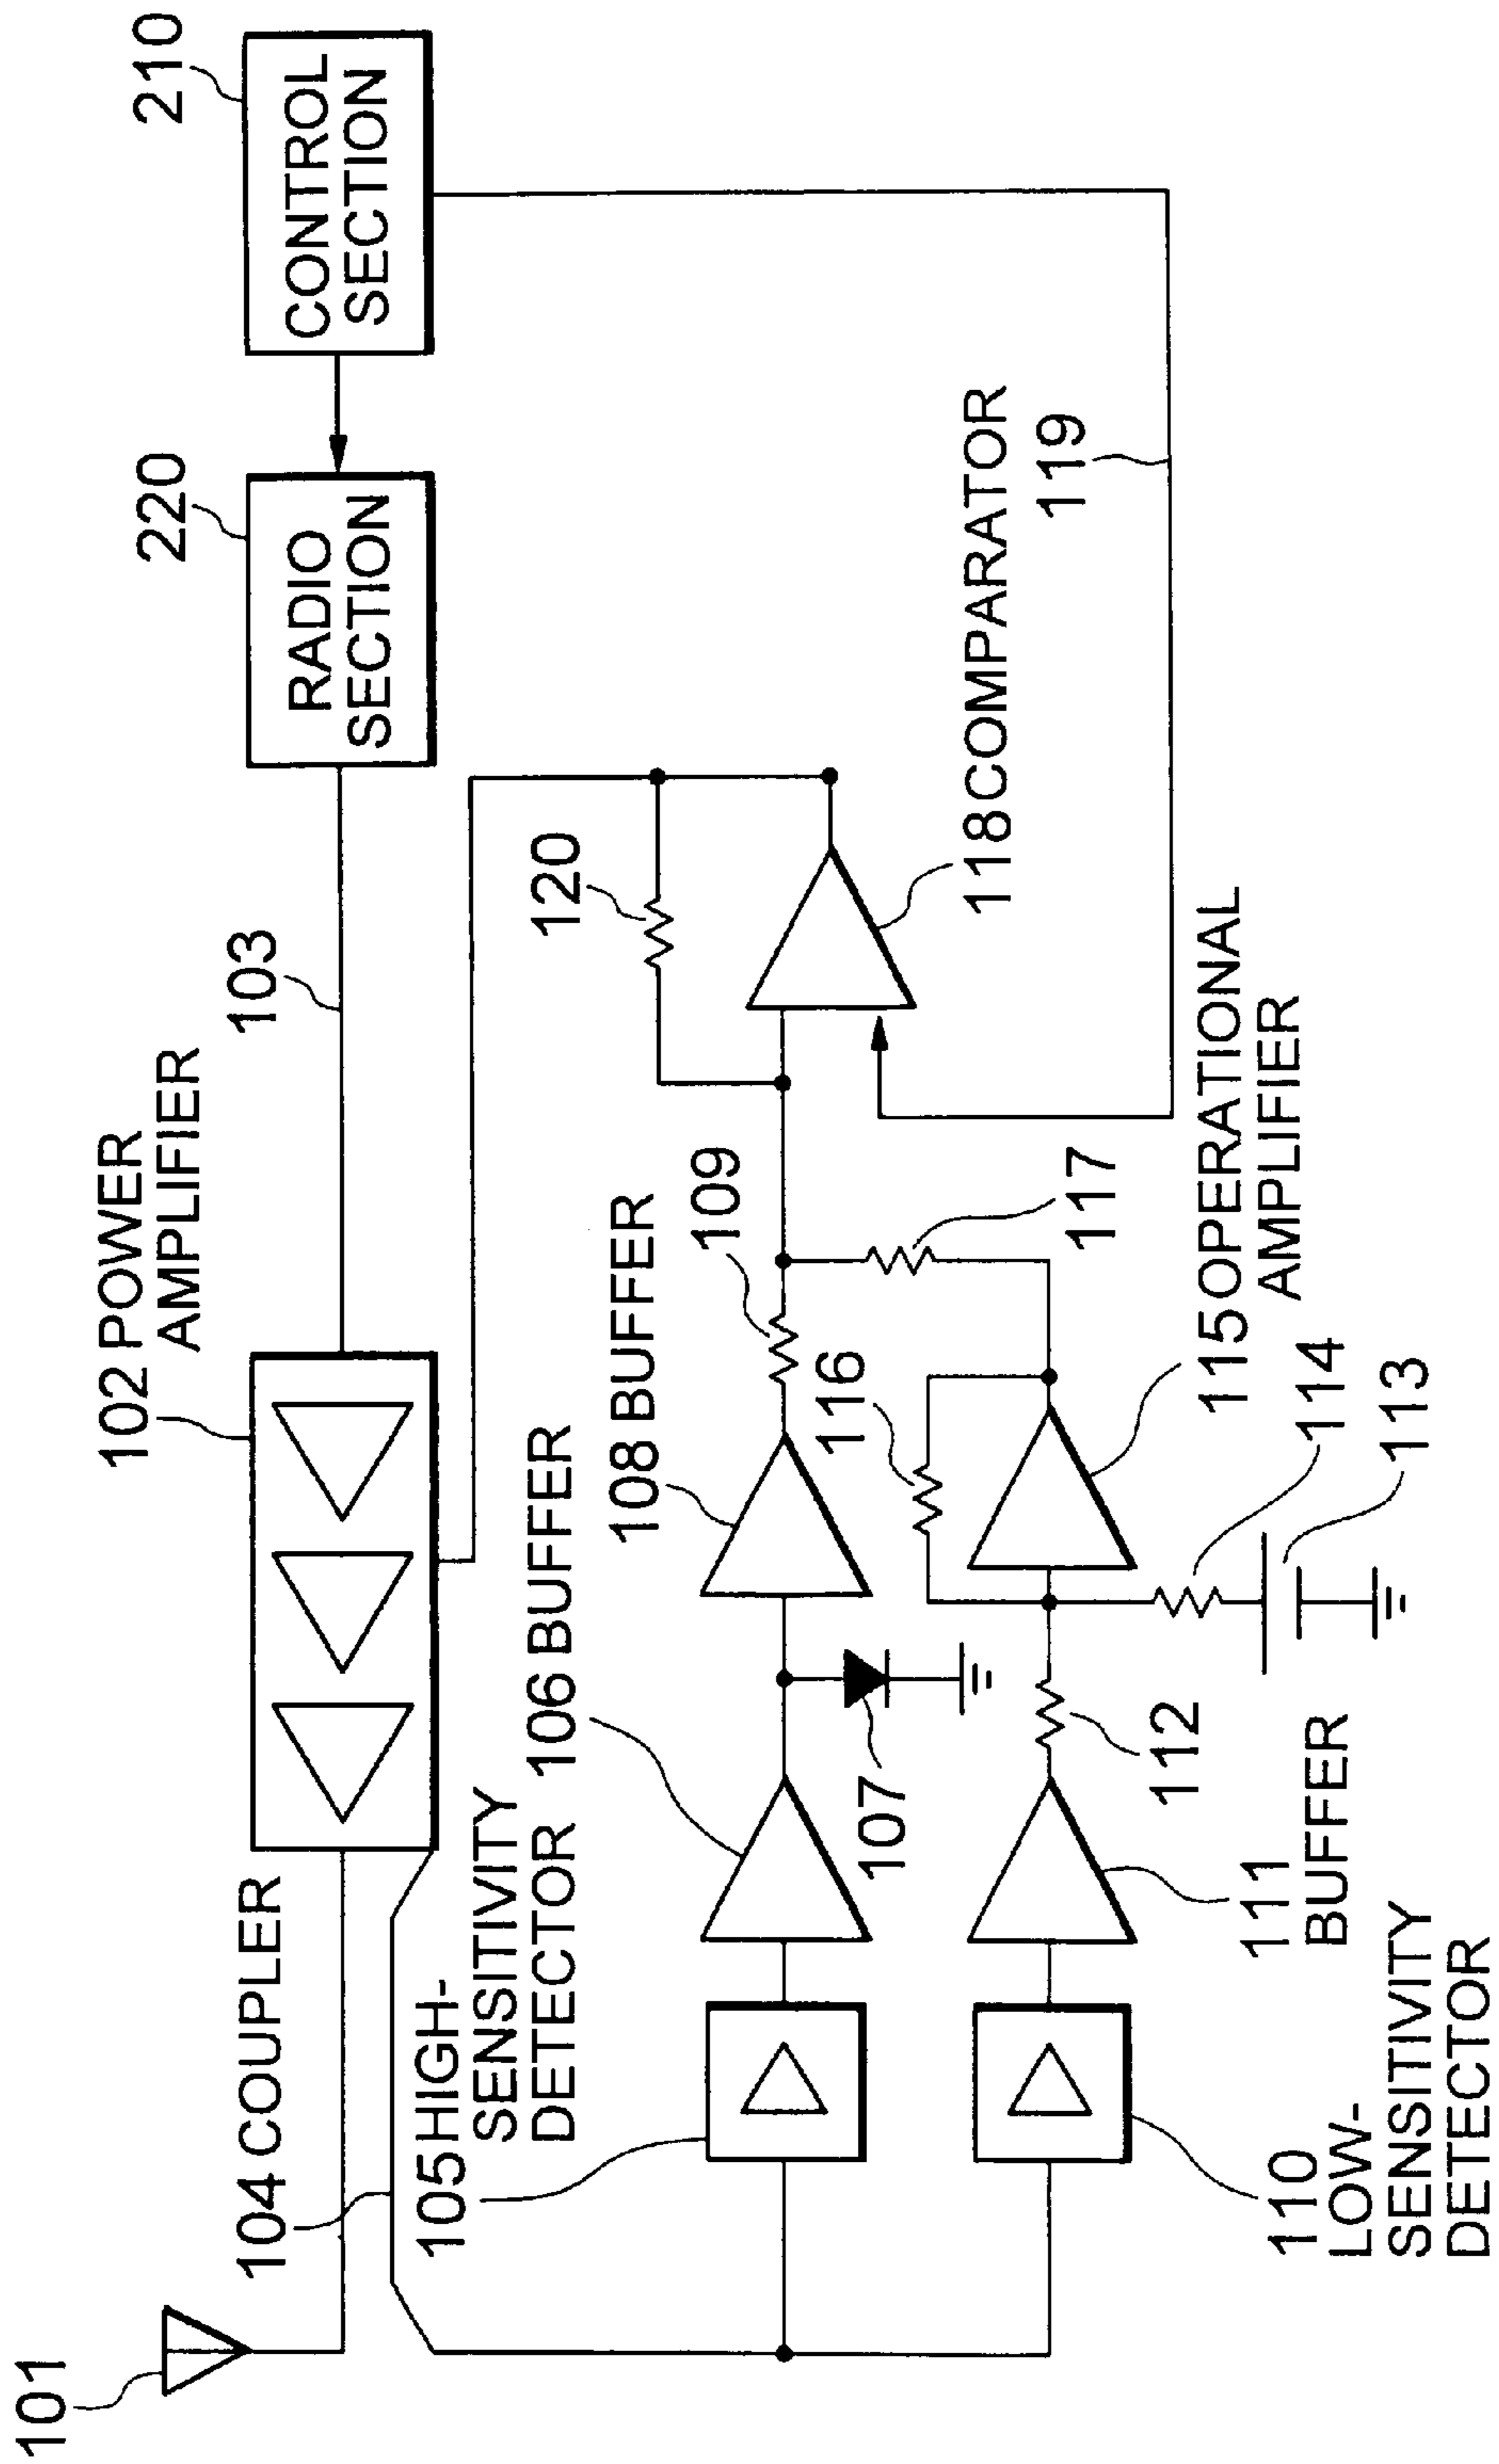 101
104 COUPLER
102 POWER
AMPLIFIER
103
220
RADIO
SECTION
210
CONTROL
SECTION
105 HIGH-
SENSITIVITY
DETECTOR
106 BUFFER
107
108 BUFFER
109
120
118 COMPARATOR
119
110
LOW-
SENSITIVITY
DETECTOR
111
BUFFER
112
116
117
115 OPERATIONAL
AMPLIFIER
114
113